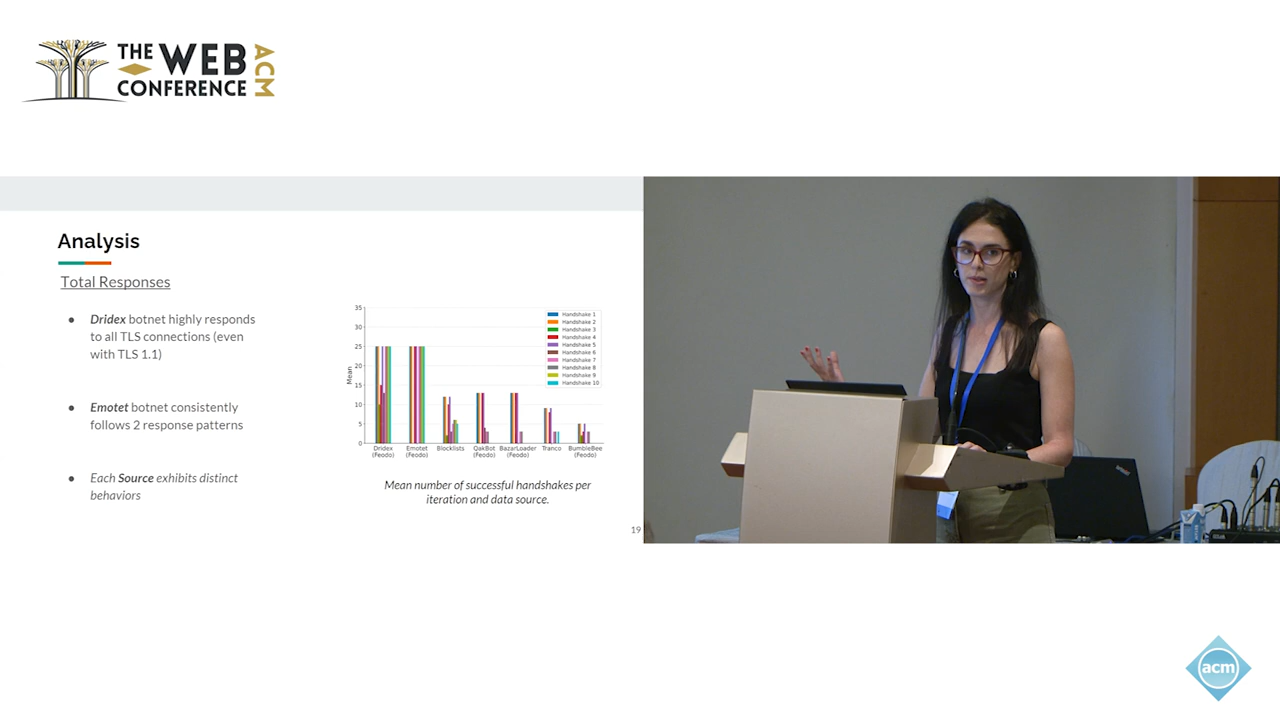 THE WEB
CONFERENCE
ACM
Analysis
Total Responses
● Dridex botnet highly responds
to all TLS connections (even
with TLS 1.1)
● Emotet botnet consistently
follows 2 response patterns
● Each Source exhibits distinct
behaviors
35
30
25
20
15
10
5
0
Mean
Handshake 1
Handshake 2
Handshake 3
Handshake 4
Handshake 5
Handshake 6
Handshake 7
Handshake 8
Handshake 9
Handshake 10
Dridex
(Feodo)
Emotet
(Feodo)
Blocklists
QakBot
(Feodo)
BazarLoader
(Feodo)
Tranco
BumbleBee
(Feodo)
Mean number of successful handshakes per
iteration and data source.
19
acm